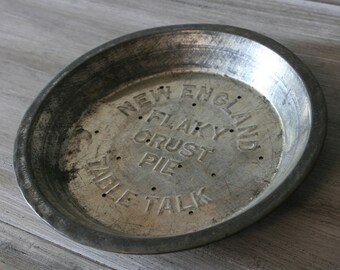 NEW ENGLAND
FLAKY
CRUST
PIE
TABLE TALK